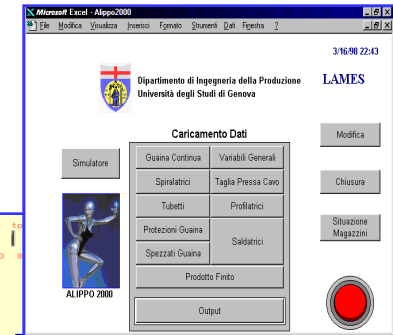 Microsoft Excel - Alippo2000
File Modifica Visualizza Inserisci Formato Strumenti Dati Finestra ?
3/16/98 22:43
Dipartimento di Ingegneria della Produzione
Università degli Studi di Genova
LAMES
Caricamento Dati
Modifica
Simulatore
Guaina Continua
Variabili Generali
Spiralatrici
Taglia Pressa Cavo
Chiusura
Tubetti
Profilatrici
Protezioni Guaina
Saldatrici
Situazione
Magazzini
Spezzati Guaina
Prodotto Finito
ALIPPO 2000
Output